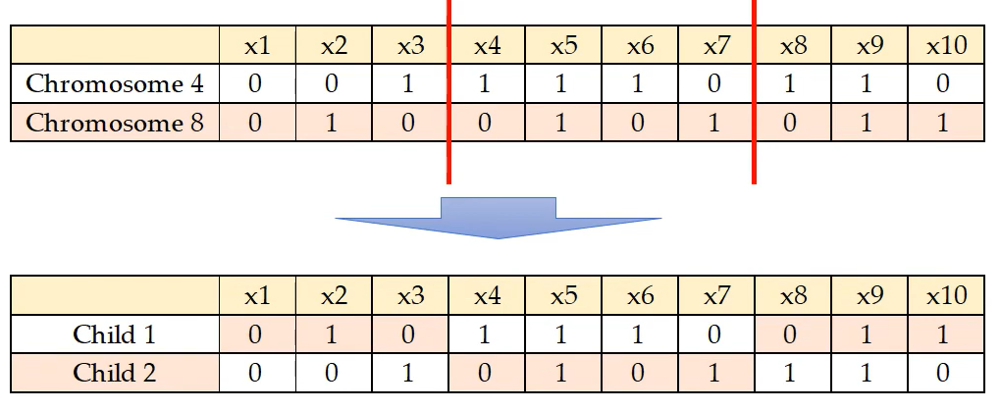 x1 x2 x3 x4 x5 x6 x7 x8 x9 x10
Chromosome 4 0 0 1 1 1 1 0 1 1 0
Chromosome 8 0 1 0 0 1 0 1 0 1 1
x1 x2 x3 x4 x5 x6 x7 x8 x9 x10
Child 1 0 1 0 1 1 1 0 0 1 1
Child 2 0 0 1 0 1 0 1 1 1 0